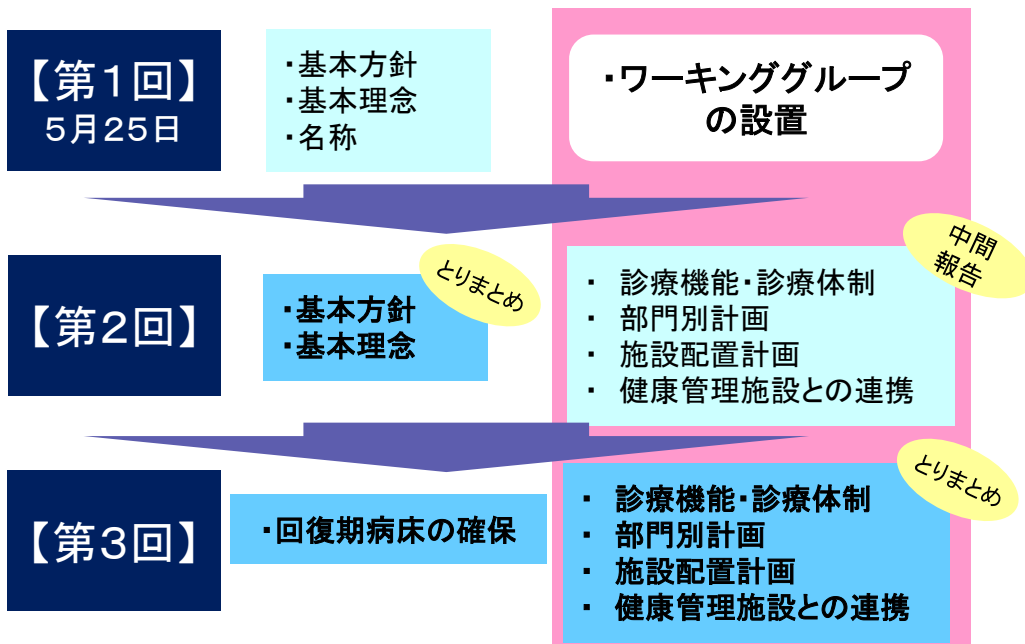 【第1回】
5月25日
・基本方針
・基本理念
・名称
・ワーキンググループ
の設置
【第2回】
とりまとめ
・基本方針
・基本理念
中間
報告
・ 診療機能・診療体制
・ 部門別計画
・ 施設配置計画
・ 健康管理施設との連携
【第3回】
・回復期病床の確保
とりまとめ
・ 診療機能・診療体制
・ 部門別計画
・ 施設配置計画
・ 健康管理施設との連携